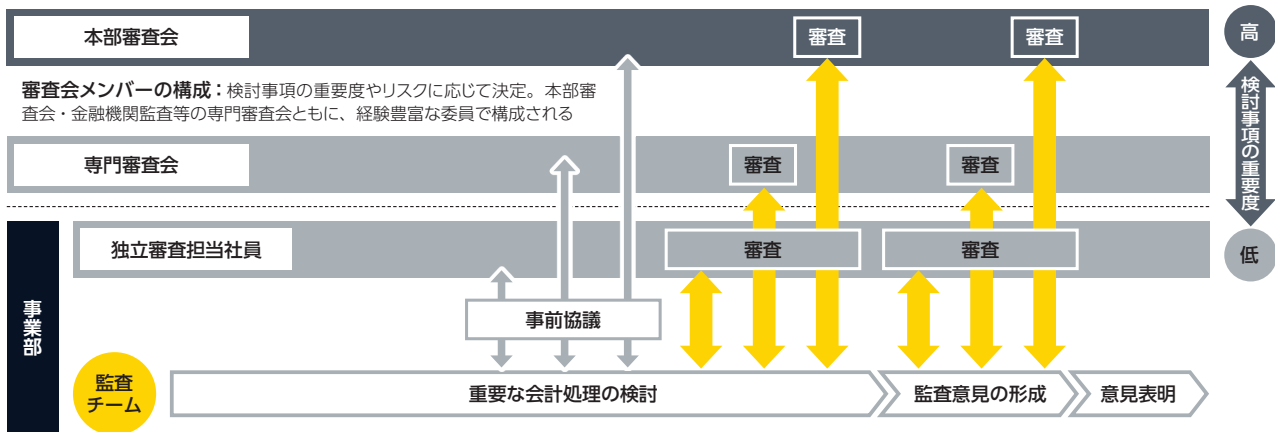 本部審査会
審査
審査
高
審査会メンバーの構成：検討事項の重要度やリスクに応じて決定。本部審
査会・金融機関監査等の専門審査会ともに、経験豊富な委員で構成される
検討事項の重要度
専門審査会
審査
審査
独立審査担当社員
審査
審査
低
事業部
事前協議
監査
チーム
重要な会計処理の検討
監査意見の形成
意見表明